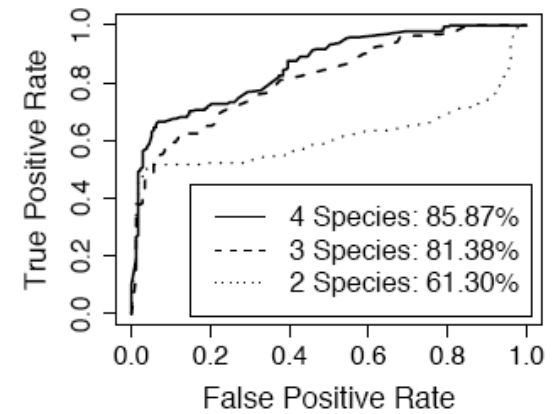 1.0
0.8
0.6
0.4
0.2
0.0
True Positive Rate
4 Species: 85.87%
3 Species: 81.38%
2 Species: 61.30%
0.0 0.2 0.4 0.6 0.8 1.0
False Positive Rate